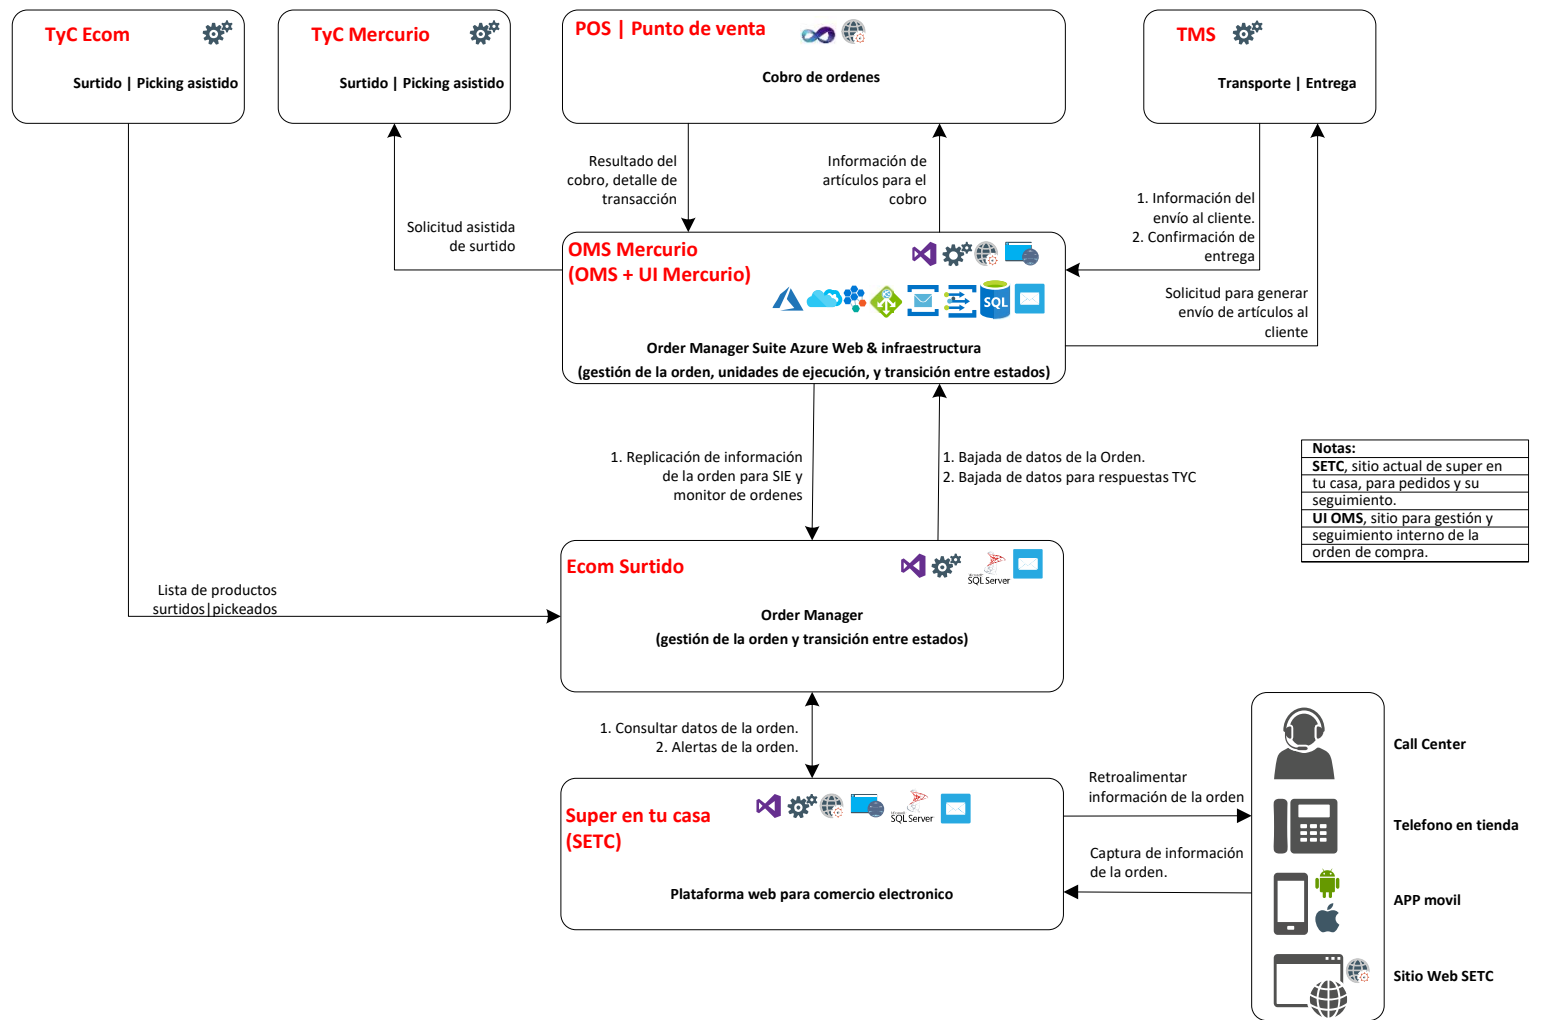 TyC Ecom
Surtido | Picking asistido
TyC Mercurio
Surtido | Picking asistido
POS | Punto de venta
Cobro de ordenes
TMS
Transporte | Entrega
Resultado del
cobro, detalle de
transacción
Información de
artículos para el
cobro
1. Información del
envío al cliente.
2. Confirmación de
entrega
Solicitud asistida
de surtido
OMS Mercurio
(OMS + UI Mercurio)
SQL
Order Manager Suite Azure Web & infraestructura
(gestión de la orden, unidades de ejecución, y transición entre estados)
Solicitud para generar
envío de artículos al
cliente
1. Replicación de información
de la orden para SIE y
monitor de ordenes
1. Bajada de datos de la Orden.
2. Bajada de datos para respuestas TYC
Notas:
SETC, sitio actual de super en
tu casa, para pedidos y su
seguimiento.
UI OMS, sitio para gestión y
seguimiento interno de la
orden de compra.
Ecom Surtido
SQL Server
Order Manager
(gestión de la orden y transición entre estados)
Lista de productos
surtidos|pickeados
1. Consultar datos de la orden.
2. Alertas de la orden.
Super en tu casa
(SETC)
SQL Server
Plataforma web para comercio electronico
Retroalimentar
información de la orden
Captura de información
de la orden.
Call Center
Telefono en tienda
APP movil
Sitio Web SETC